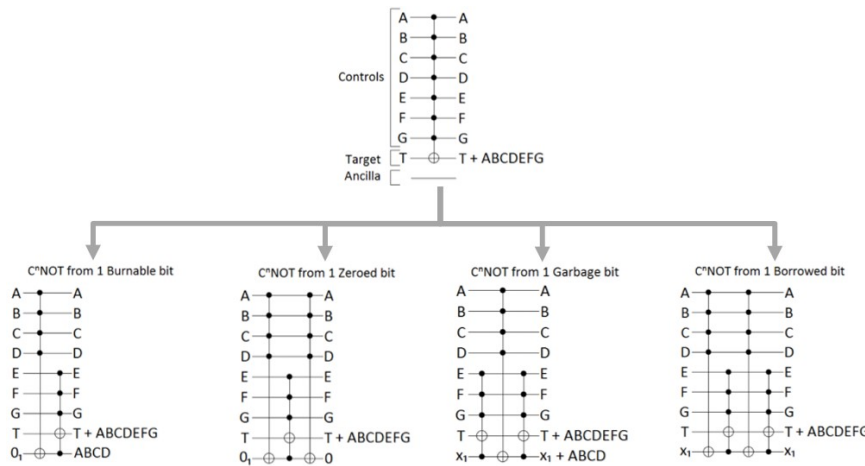 A A
B B
C C
Controls D D
E E
F F
G G
Target T T + ABCDEFG
Ancilla
CⁿNOT from 1 Burnable bit
A A
B B
C C
D D
E E
F F
G G
T T + ABCDEFG
0₁ ABCD
CⁿNOT from 1 Zeroed bit
A A
B B
C C
D D
E E
F F
G G
T T + ABCDEFG
0₁ 0
CⁿNOT from 1 Garbage bit
A A
B B
C C
D D
E E
F F
G G
T T + ABCDEFG
x₁ x₁ + ABCD
CⁿNOT from 1 Borrowed bit
A A
B B
C C
D D
E E
F F
G G
T T + ABCDEFG
x₁ x₁